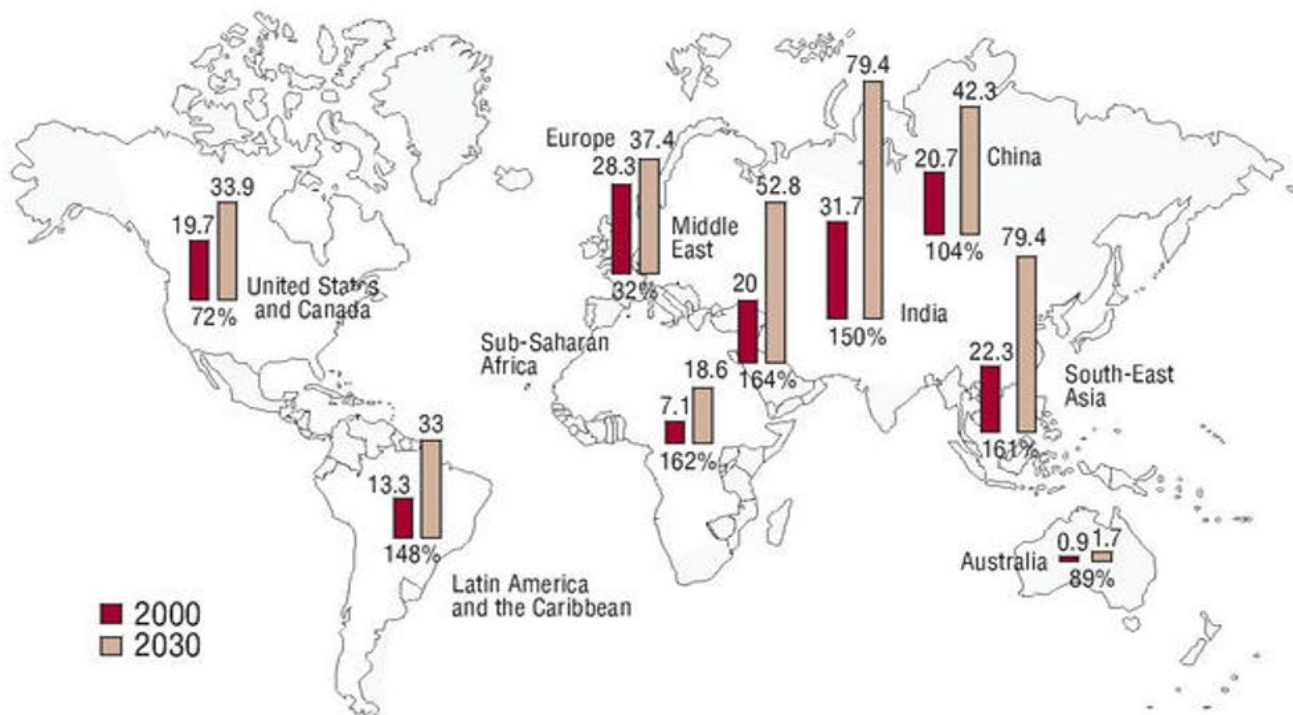 79.4
42.3
Europe
37.4
28.3
20.7
China
52.8
33.9
19.7
31.7
Middle
East
104%
79.4
United States
and Canada
72%
32%
20
India
150%
Sub-Saharan
Africa
18.6
164%
22.3
South-East
Asia
7.1
162%
161%
33
13.3
148%
Australia
0.9
1.7
89%
Latin America
and the Caribbean
2000
2030